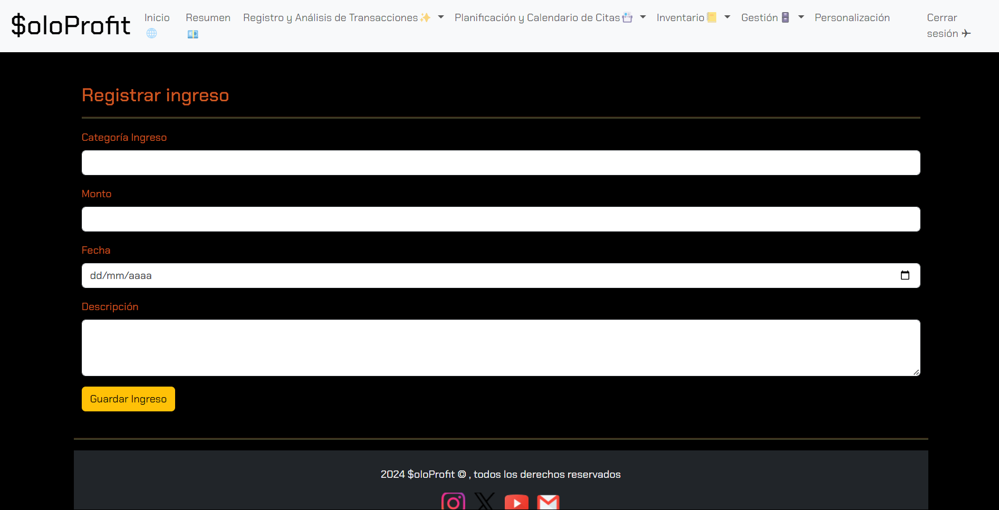 $oloProfit
Inicio
Resumen
Registro y Análisis de Transacciones
Planificación y Calendario de Citas
Inventario
Gestión
Personalización
Cerrar
sesión
Registrar ingreso
Categoría Ingreso
Monto
Fecha
dd/mm/aaaa
Descripción
Guardar Ingreso
2024 $oloProfit © , todos los derechos reservados